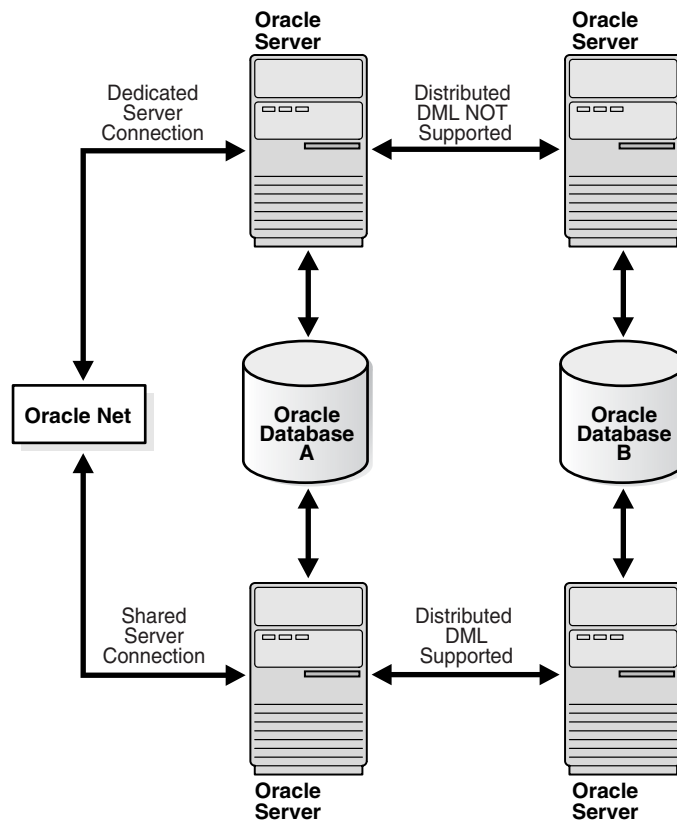 Oracle
Server
Oracle
Server
Dedicated
Server
Connection
Distributed
DML NOT
Supported
Oracle Net
Oracle
Database
A
Oracle
Database
B
Shared
Server
Connection
Distributed
DML
Supported
Oracle
Server
Oracle
Server